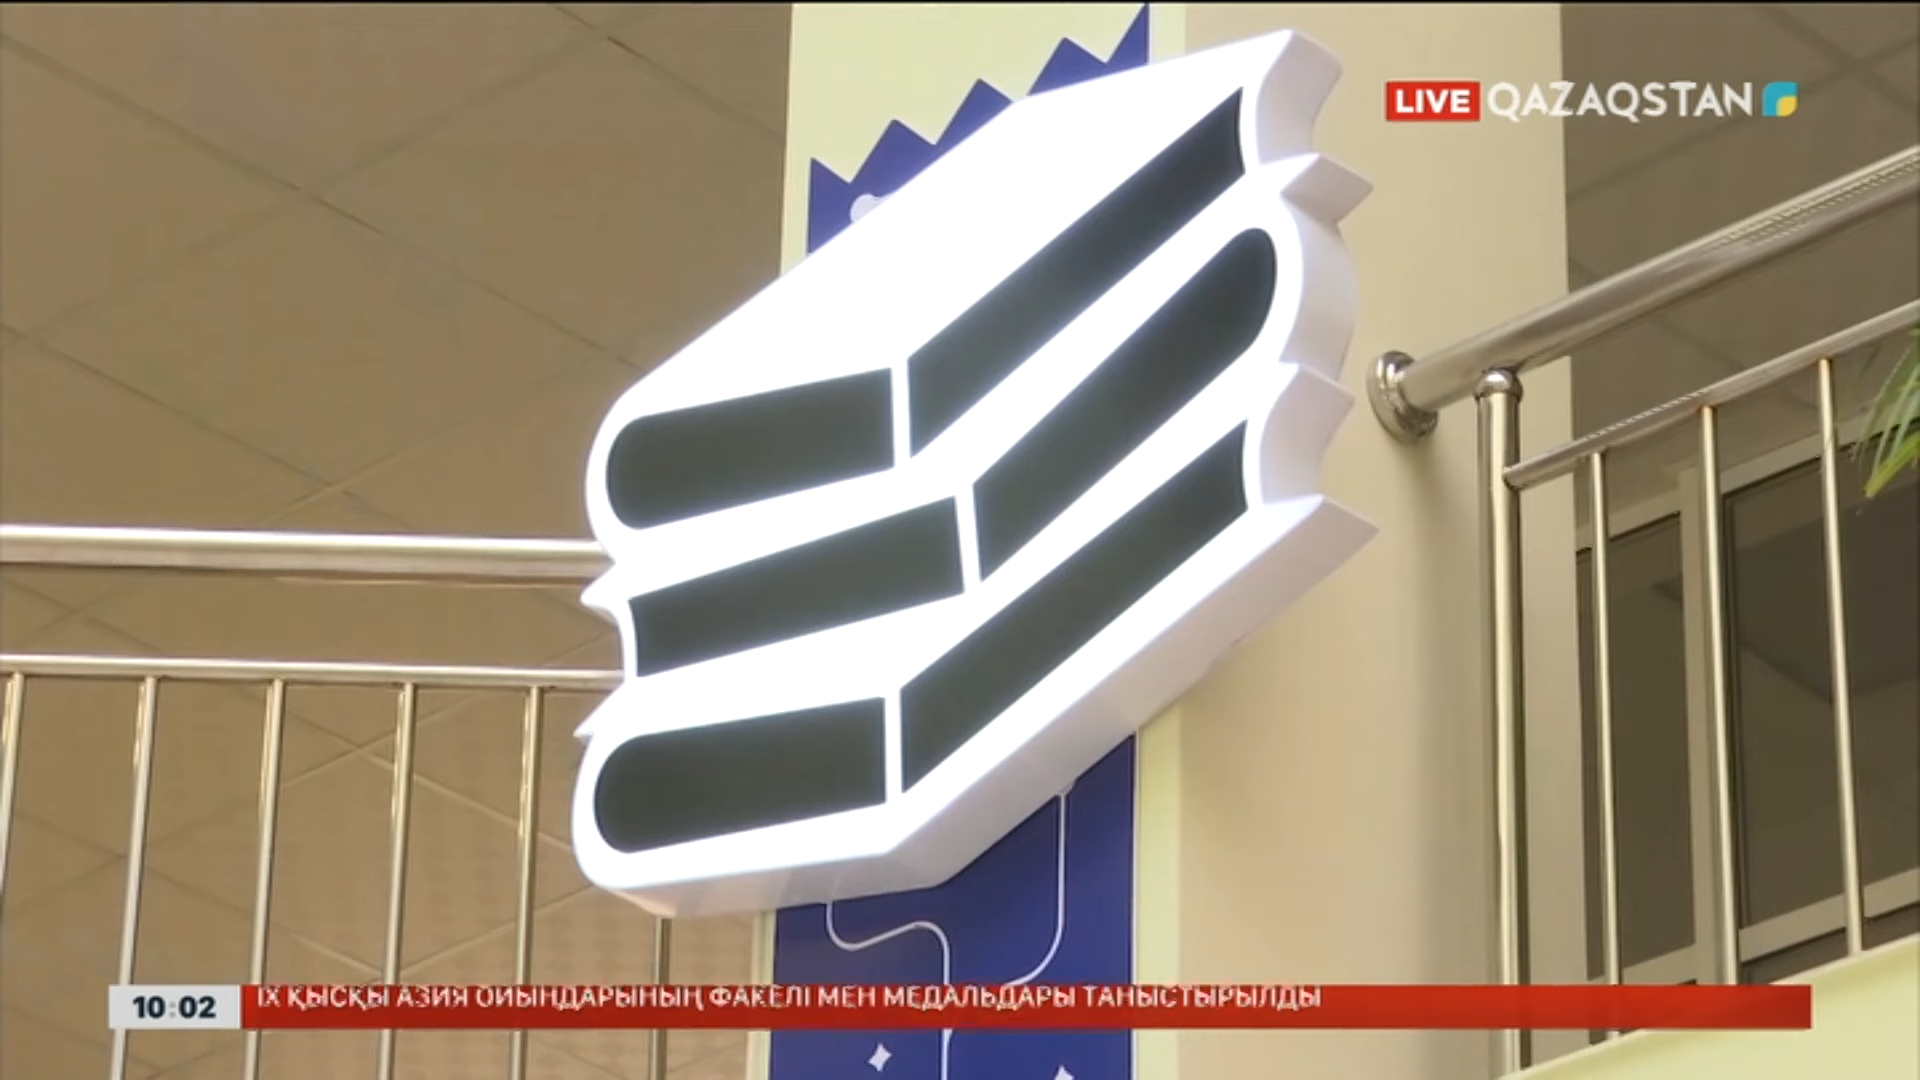 LIVE QAZAQSTAN
10:02 IX ҚЫСҚЫ АЗИЯ ОЙЫНДАРЫНЫҢ ФАКЕЛІ МЕН МЕДАЛЬДАРЫ ТАНЫСТЫРЫЛДЫ